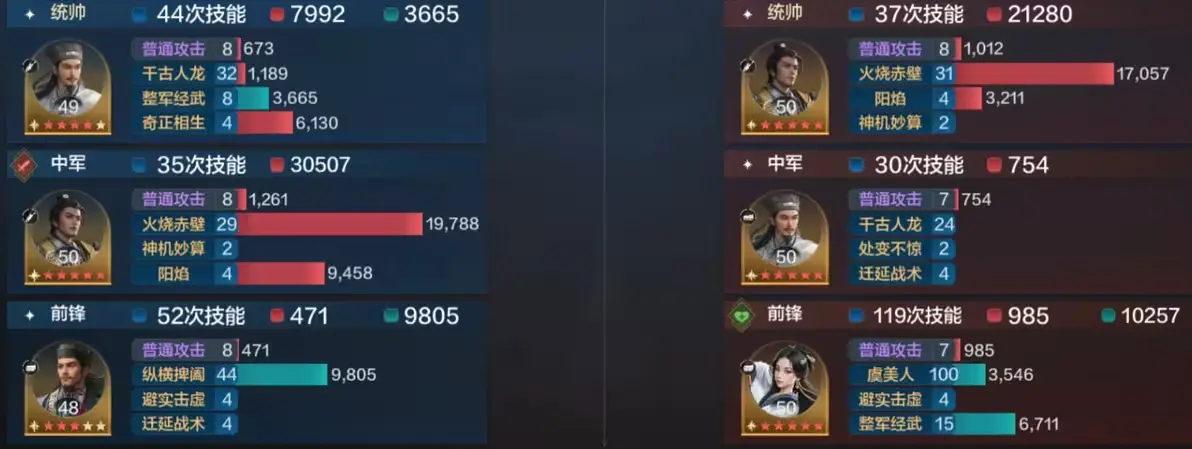 统帅 44次技能 7992 3665
普通攻击 8 673
千古人龙 32 1,189
49 整军经武 8 3,665
奇正相生 4 6,130
中军 35次技能 30507
普通攻击 8 1,261
火烧赤壁 29 19,788
50 神机妙算 2
阳焰 4 9,458
前锋 52次技能 471 9805
普通攻击 8 471
纵横捭阖 44 9,805
48 避实击虚 4
迂延战术 4
统帅 37次技能 21280
普通攻击 8 1,012
火烧赤壁 31 17,057
50 阳焰 4 3,211
神机妙算 2
中军 30次技能 754
普通攻击 7 754
千古人龙 24
50 处变不惊 2
迂延战术 4
前锋 119次技能 985 10257
普通攻击 7 985
虞美人 100 3,546
50 避实击虚 4
整军经武 15 6,711